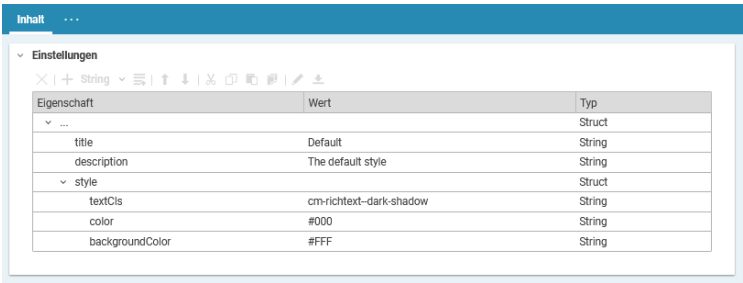 Inhalt ...
Einstellungen
String
Eigenschaft Wert Typ
... Struct
title Default String
description The default style String
style Struct
textCls cm-richtext--dark-shadow String
color #000 String
backgroundColor #FFF String